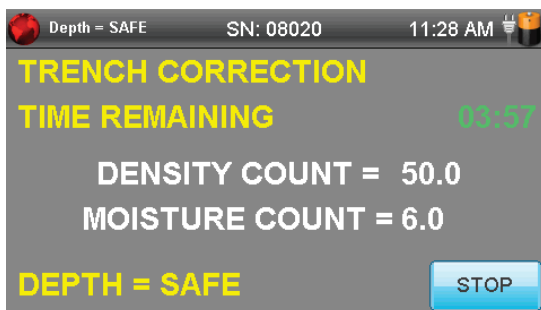 Depth = SAFE SN: 08020 11:28 AM
TRENCH CORRECTION
TIME REMAINING 03:57
DENSITY COUNT = 50.0
MOISTURE COUNT = 6.0
DEPTH = SAFE STOP